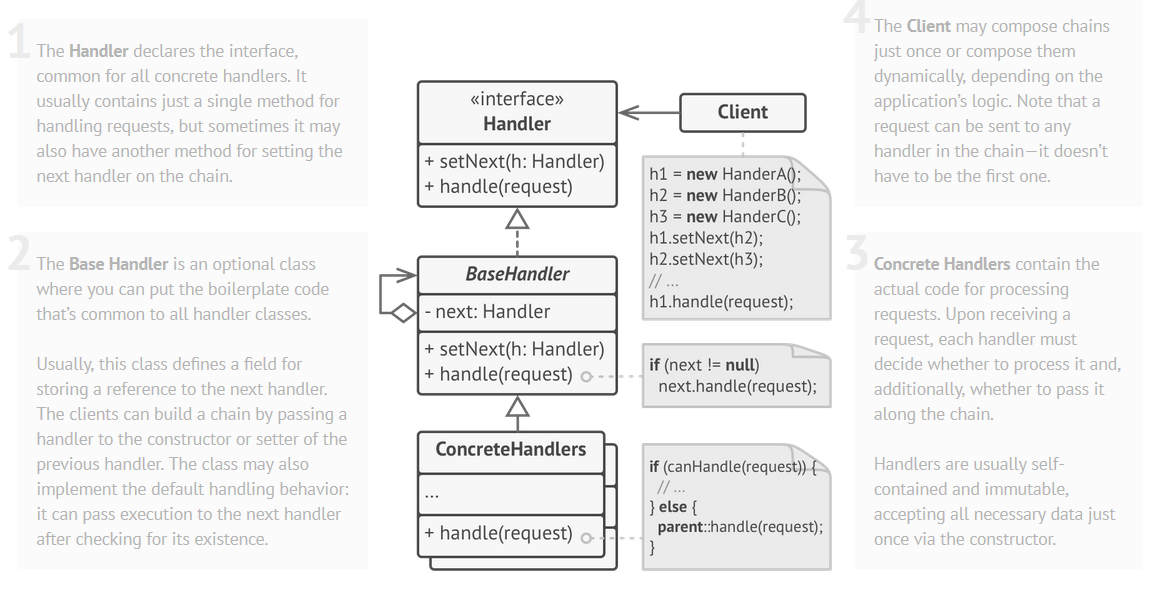 1
The Handler declares the interface,
common for all concrete handlers. It
usually contains just a single method for
handling requests, but sometimes it may
also have another method for setting the
next handler on the chain.
2
The Base Handler is an optional class
where you can put the boilerplate code
that's common to all handler classes.
Usually, this class defines a field for
storing a reference to the next handler.
The clients can build a chain by passing a
handler to the constructor or setter of the
previous handler. The class may also
implement the default handling behavior:
it can pass execution to the next handler
after checking for its existence.
«interface»
Handler
+ setNext(h: Handler)
+ handle(request)
BaseHandler
- next: Handler
+ setNext(h: Handler)
+ handle(request)
ConcreteHandlers
...
+ handle(request)
Client
h1 = new HanderA();
h2 = new HanderB();
h3 = new HanderC();
h1.setNext(h2);
h2.setNext(h3);
// ...
h1.handle(request);
if (next != null)
next.handle(request);
if (canHandle(request)) {
// ...
} else {
parent::handle(request);
}
4
The Client may compose chains
just once or compose them
dynamically, depending on the
application's logic. Note that a
request can be sent to any
handler in the chain—it doesn't
have to be the first one.
3
Concrete Handlers contain the
actual code for processing
requests. Upon receiving a
request, each handler must
decide whether to process it and,
additionally, whether to pass it
along the chain.
Handlers are usually self-
contained and immutable,
accepting all necessary data just
once via the constructor.